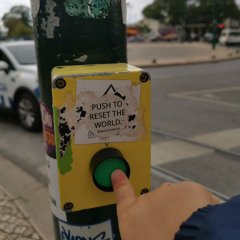 PUSH TO
RESET THE
WORLD.